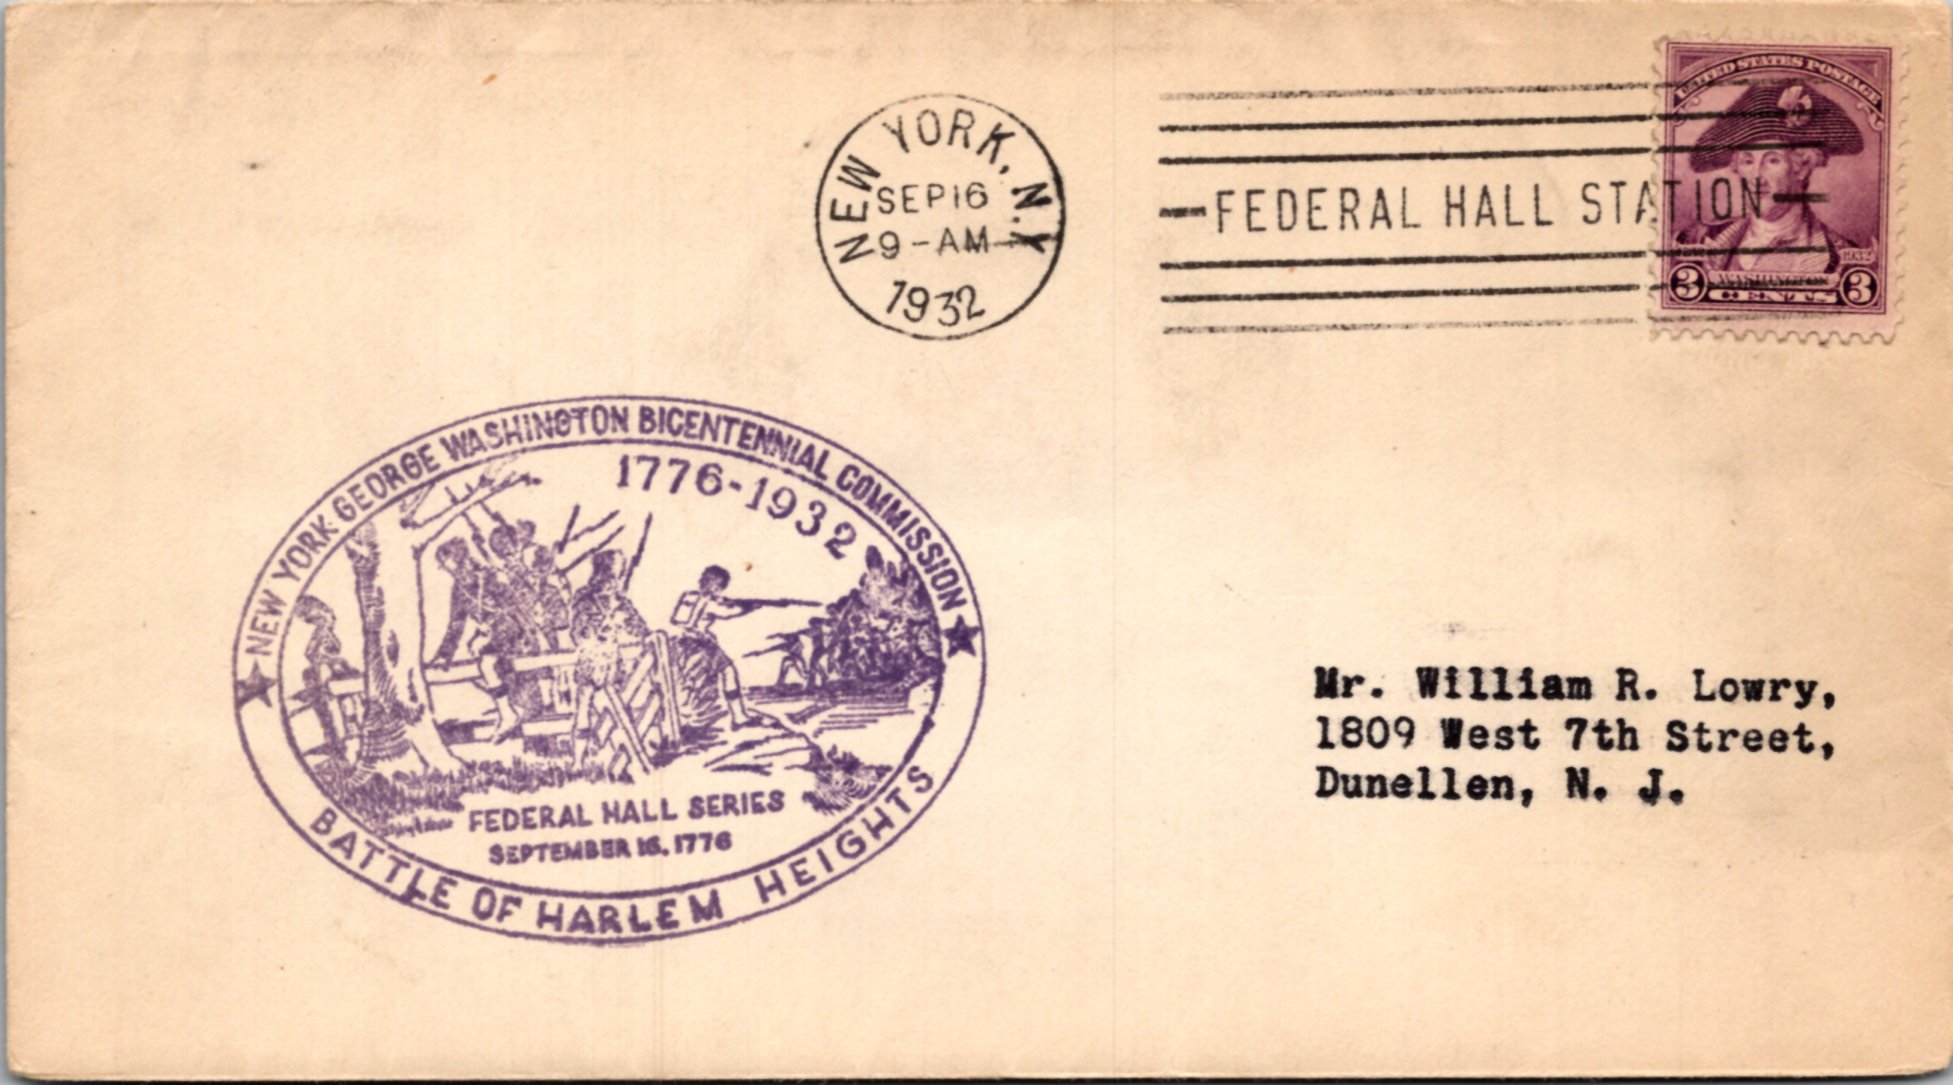 NEW YORK, N.Y.
SEP 16
9-AM
1932
FEDERAL HALL STATION
UNITED STATES POSTAGE
1932
WASHINGTON
3 CENTS 3
NEW YORK GEORGE WASHINGTON BICENTENNIAL COMMISSION
1776-1932
FEDERAL HALL SERIES
SEPTEMBER 16, 1776
BATTLE OF HARLEM HEIGHTS
Mr. William R. Lowry,
1809 West 7th Street,
Dunellen, N. J.